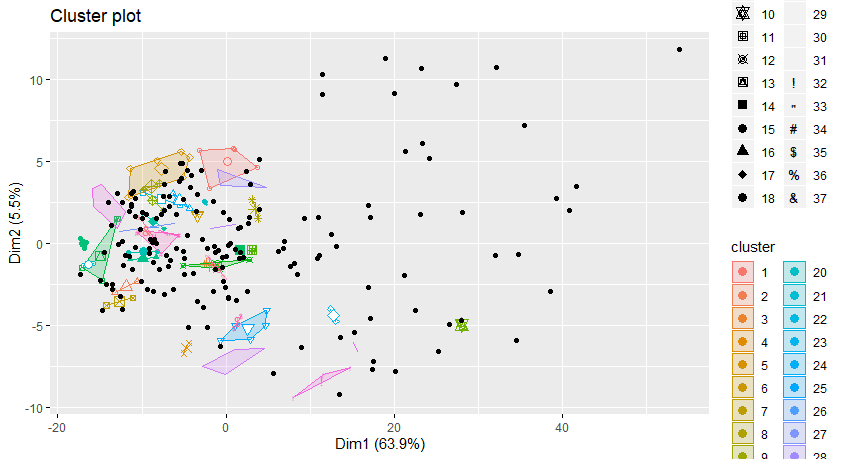 Cluster plot
10
5
0
-5
-10
-20
0
20
40
Dim1 (63.9%)
Dim2 (5.5%)
10 29
11 30
12 31
13 ! 32
14 " 33
15 # 34
16 $ 35
17 % 36
18 & 37
cluster
1 20
2 21
3 22
4 23
5 24
6 25
7 26
8 27
9 28